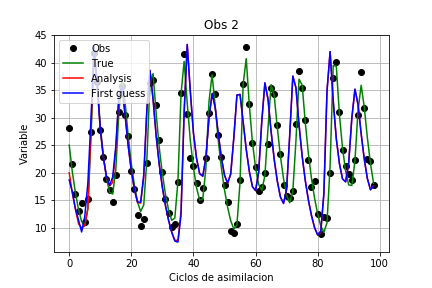 Obs 2
Variable
45
40
35
30
25
20
15
10
Obs
True
Analysis
First guess
0
20
40
60
80
100
Ciclos de asimilacion